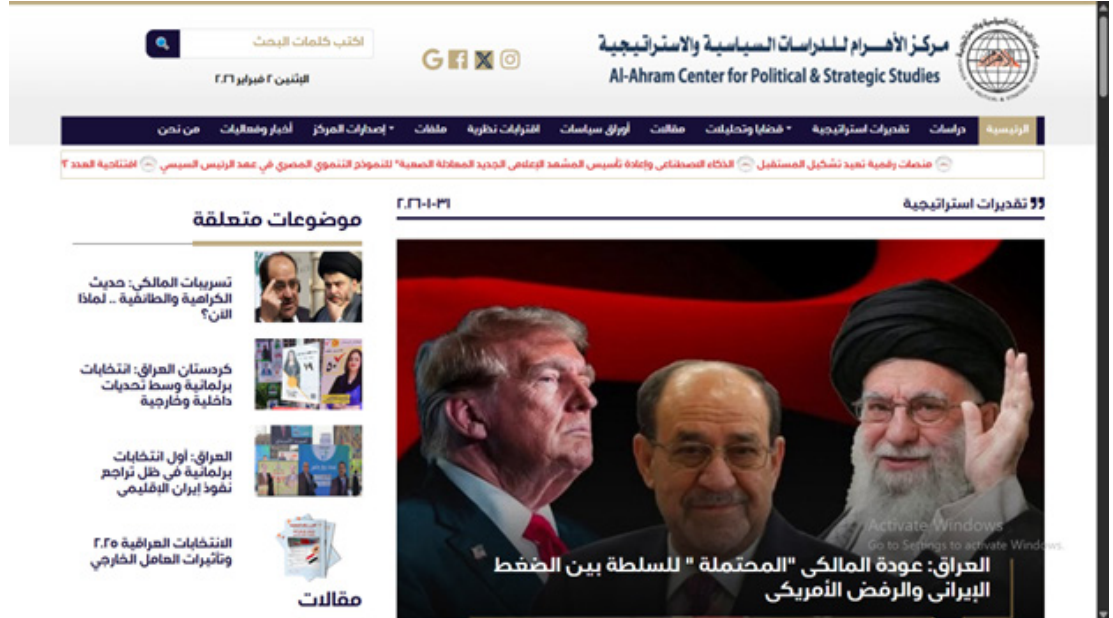 مركز الأهـــرام للـدراسات السياسية والاستراتيجية
Al-Ahram Center for Political & Strategic Studies
اكتب كلمات البحث
الإثنين ٢ فبراير ٢٠٢٦
الرئيسية
دراسات
تقديرات استراتيجية
قضايا وتحليلات
مقالات
أوراق سياسات
اقترابات نظرية
ملفات
إصدارات المركز
أخبار وفعاليات
من نحن
منصات رقمية تعيد تشكيل المستقبل
الذكاء الاصطناعي وإعادة تأسيس المشهد الإعلامي الجديد
المعادلة الصعبة" للنموذج التنموي المصري في عهد الرئيس السيسي
افتتاحية العدد
تقديرات استراتيجية
٢٠٢٦-١-٣١
العراق: عودة المالكى "المحتملة " للسلطة بين الضغط
الإيرانى والرفض الأمريكى
Activate Windows
Go to Settings to activate Windows.
موضوعات متعلقة
تسريبات المالكي: حديث
الكراهية والطائفية .. لماذا
الآن؟
كردستان العراق: انتخابات
برلمانية وسط تحديات
داخلية وخارجية
العراق: أول انتخابات
برلمانية في ظل تراجع
نفوذ إيران الإقليمى
الانتخابات العراقية ٢٠٢٥
وتأثيرات العامل الخارجي
مقالات